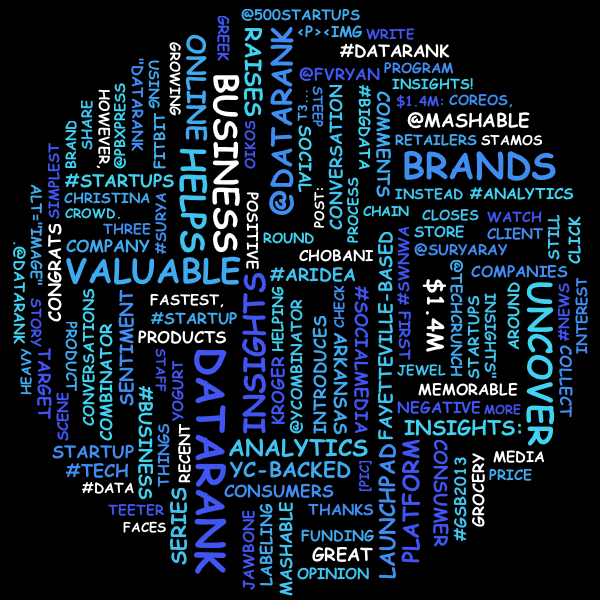 @500STARTUPS
<P><IMG
WRITE
GREEK
RAISES
#DATARANK
GROWING
ONLINE
@DATARANK
@FVRYAN
PROGRAM
INSIGHTS!
"DATARANK
USING
FILTER
BUSINESS
$1.4M:
COREOS,
SHARE
@PBXPRESS
HOWEVER,
STEEP
CONVERSATION
#BIGDATA
COMMENTS
@MASHABLE
BRAND
SIMPLEST
HELPS
SIKSO
JO
SOCIAL
RETAILERS
STAMOS
BRANDS
#STARTUPS
PROCESS
INSTEAD
#ANALYTICS
ALT="IMAGE"
CHRISTINA
#SURYA
POSITIVE
POST:
CHAIN
CROWD.
CLOSES
WATCH
THREE
STORE
CLIENT
STILL
CLICK
CONGRATS
COMPANY
ROUND
CHOBANI
#SWNWA
@SURYARAY
.@DATARANK
VALUABLE
#ARIDEA
FAYETTEVILLE-BASED
@TECHCRUNCH
COMPANIES
INTEREST
INSIGHTS
$1.4M
UNCOVER
#NEWS
HEAVY
STORY
CONVERSATIONS
SENTIMENT
FASTEST,
#STARTUP
HELPING
@YCOMBINATOR
INTRODUCES
CHECK
ARKANSAS
#SOCIALMEDIA
FIRST
STARTUPS
INSIGHTS"
AROUND
PRODUCT
COMBINATOR
PRODUCTS
TARGET
DATARANK
KROGER
JEWEL
COLLECT
STAFF
YOGURT
MEMORABLE
SCENE
#BUSINESS
THINGS
RECENT
NEGATIVE
MORE
INSIGHTS:
STARTUP
ANALYTICS
LAUNCHPAD
PLATFORM
CONSUMER
#TECH
YC-BACKED
[PIC]
#GSB2013
GROCERY
MEDIA
PRICE
#DATA
SERIES
CONSUMERS
TEETER
JAWBONE
LABELING
MASHABLE
THANKS
FACES
FUNDING
GREAT
OPINION